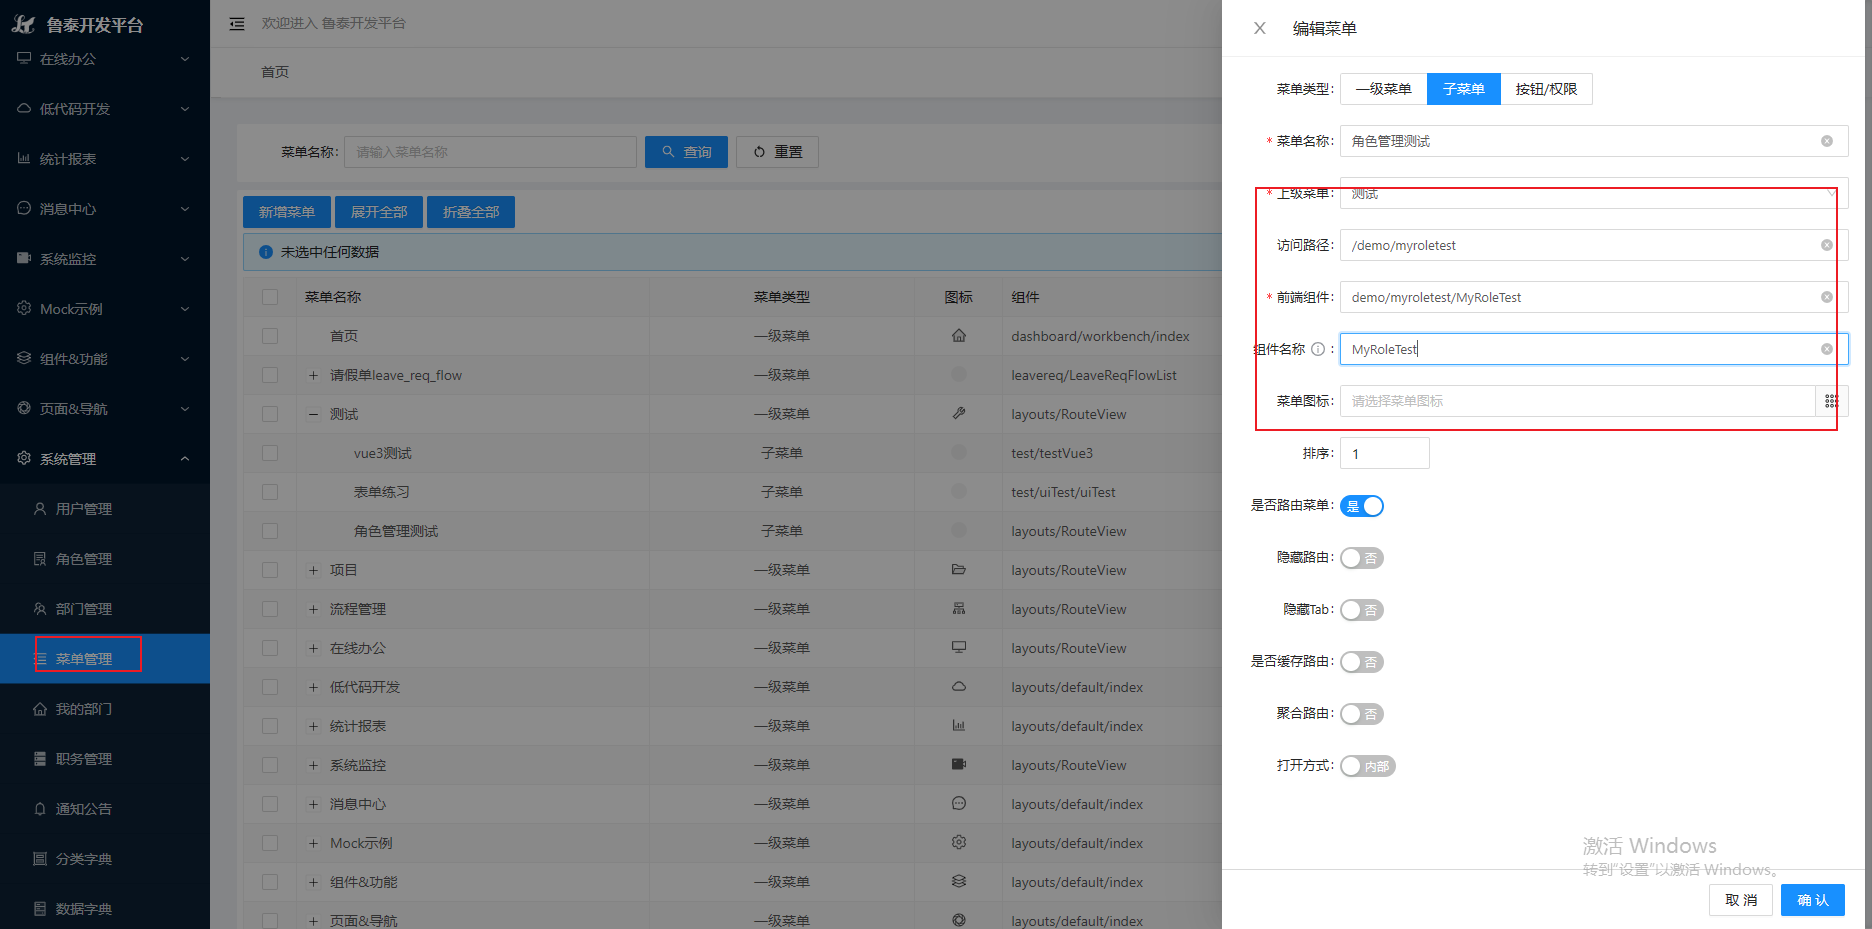 鲁泰开发平台
在线办公
低代码开发
统计报表
消息中心
系统监控
Mock示例
组件&功能
页面&导航
系统管理
用户管理
角色管理
部门管理
菜单管理
我的部门
职务管理
通知公告
分类字典
数据字典
欢迎进入 鲁泰开发平台
首页
菜单名称: 请输入菜单名称 查询 重置
新增菜单 展开全部 折叠全部
未选中任何数据
菜单名称 菜单类型 图标 组件
首页 一级菜单 dashboard/workbench/index
+ 请假单leave_req_flow 一级菜单 leavereq/LeaveReqFlowList
− 测试 一级菜单 layouts/RouteView
vue3测试 子菜单 test/testVue3
表单练习 子菜单 test/uiTest/uiTest
角色管理测试 子菜单 layouts/RouteView
+ 项目 一级菜单 layouts/RouteView
+ 流程管理 一级菜单 layouts/RouteView
+ 在线办公 一级菜单 layouts/RouteView
+ 低代码开发 一级菜单 layouts/default/index
+ 统计报表 一级菜单 layouts/default/index
+ 系统监控 一级菜单 layouts/RouteView
+ 消息中心 一级菜单 layouts/default/index
+ Mock示例 一级菜单 layouts/default/index
+ 组件&功能 一级菜单 layouts/default/index
+ 页面&导航 一级菜单 layouts/default/index
编辑菜单
菜单类型: 一级菜单 子菜单 按钮/权限
* 菜单名称: 角色管理测试
* 上级菜单: 测试
访问路径: /demo/myroletest
* 前端组件: demo/myroletest/MyRoleTest
组件名称 : MyRoleTest
菜单图标: 请选择菜单图标
排序: 1
是否路由菜单: 是
隐藏路由: 否
隐藏Tab: 否
是否缓存路由: 否
聚合路由: 否
打开方式: 内部
激活 Windows
转到“设置”以激活 Windows。
取 消 确 认